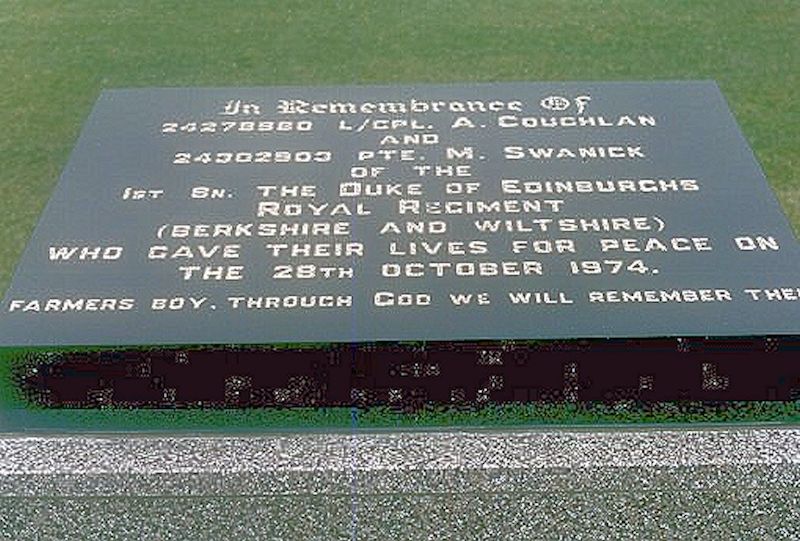 In Remembrance Of
24278980 L/CPL. A. COUGHLAN
AND
24302903 PTE. M. SWANICK
OF THE
1ST BN. THE DUKE OF EDINBURGHS
ROYAL REGIMENT
(BERKSHIRE AND WILTSHIRE)
WHO GAVE THEIR LIVES FOR PEACE ON
THE 28TH OCTOBER 1974.
FARMERS BOY, THROUGH GOD WE WILL REMEMBER THEM